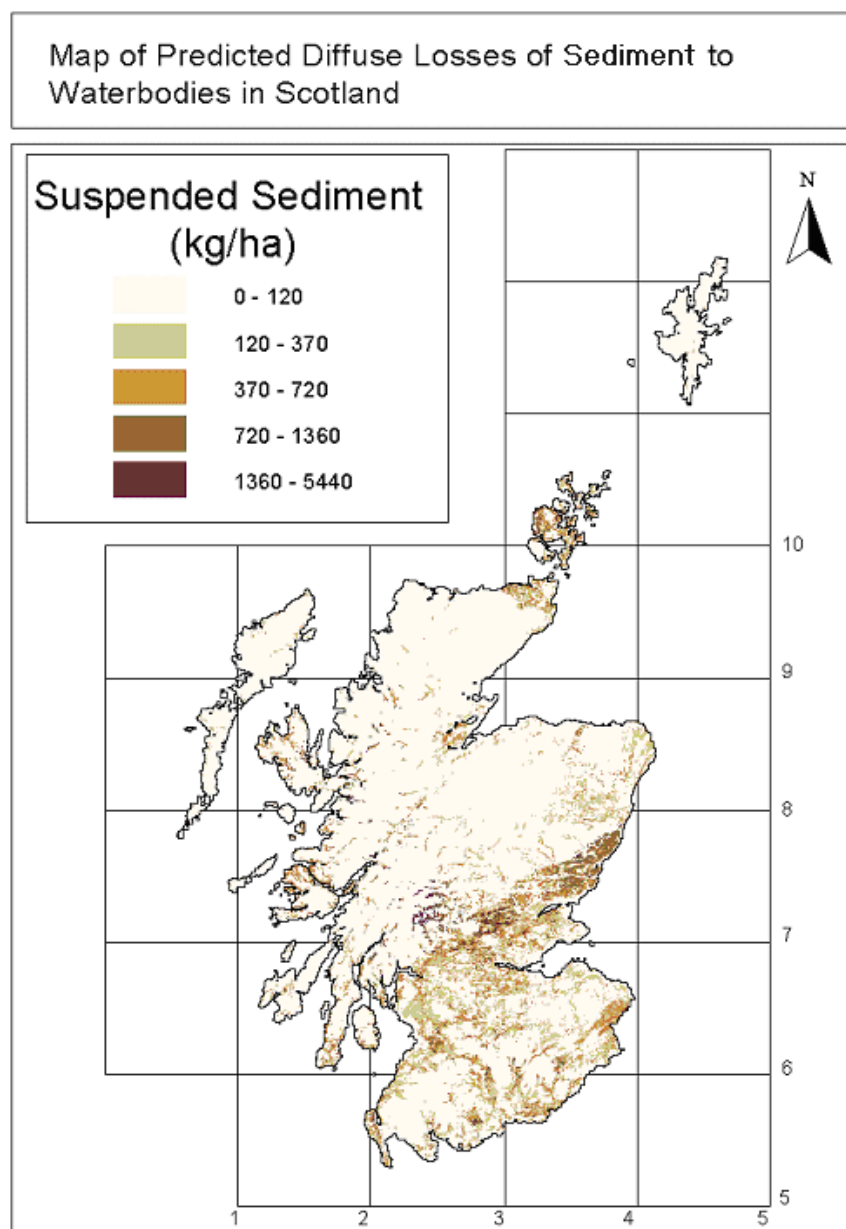 Map of Predicted Diffuse Losses of Sediment to
Waterbodies in Scotland
Suspended Sediment
(kg/ha)
0 - 120
120 - 370
370 - 720
720 - 1360
1360 - 5440
N
10
9
8
7
6
5
1
2
3
4
5